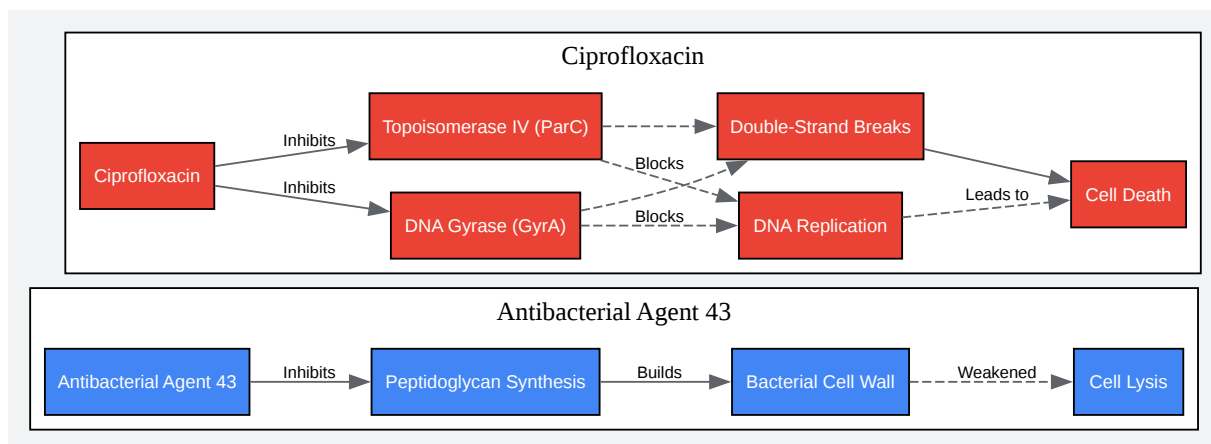 Ciprofloxacin
Topoisomerase IV (ParC)
Double-Strand Breaks
Inhibits
Blocks
Ciprofloxacin
Cell Death
Inhibits
Leads to
DNA Gyrase (GyrA)
Blocks
DNA Replication
Antibacterial Agent 43
Antibacterial Agent 43
Inhibits
Peptidoglycan Synthesis
Builds
Bacterial Cell Wall
Weakened
Cell Lysis